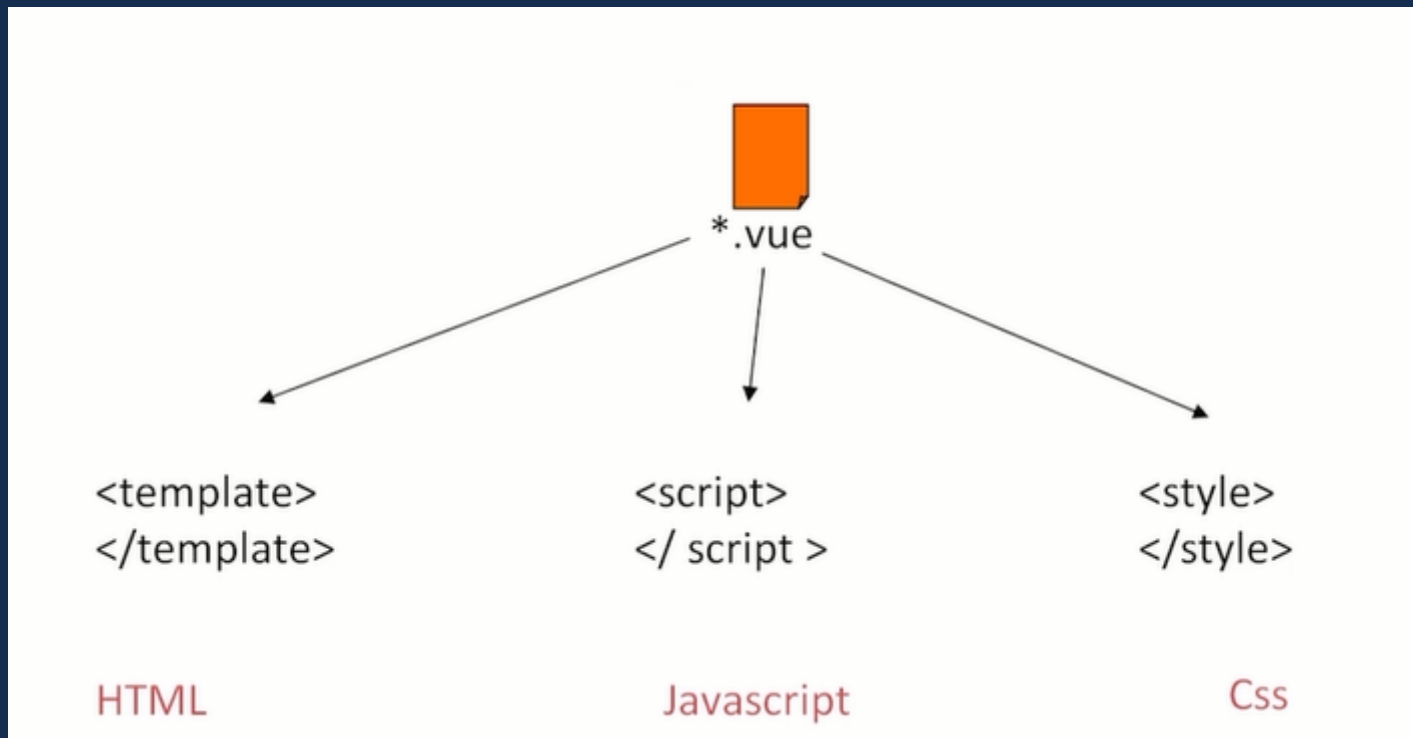 *.vue
<template>
</template>
<script>
</ script >
<style>
</style>
HTML
Javascript
Css